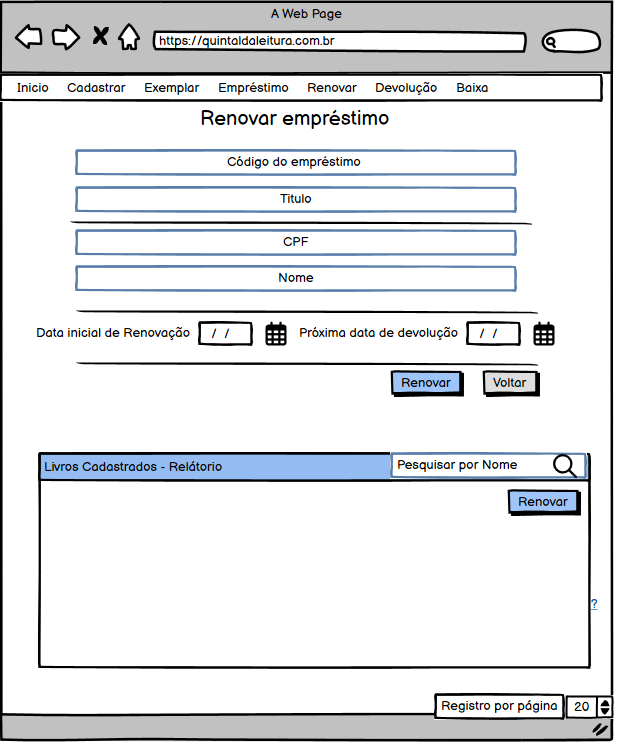 A Web Page
https://quintaldaleitura.com.br
Inicio Cadastrar Exemplar Empréstimo Renovar Devolução Baixa
Renovar empréstimo
Código do empréstimo
Titulo
CPF
Nome
Data inicial de Renovação / / Próxima data de devolução / /
Renovar Voltar
Livros Cadastrados - Relátorio Pesquisar por Nome
Renovar
?
Registro por página 20